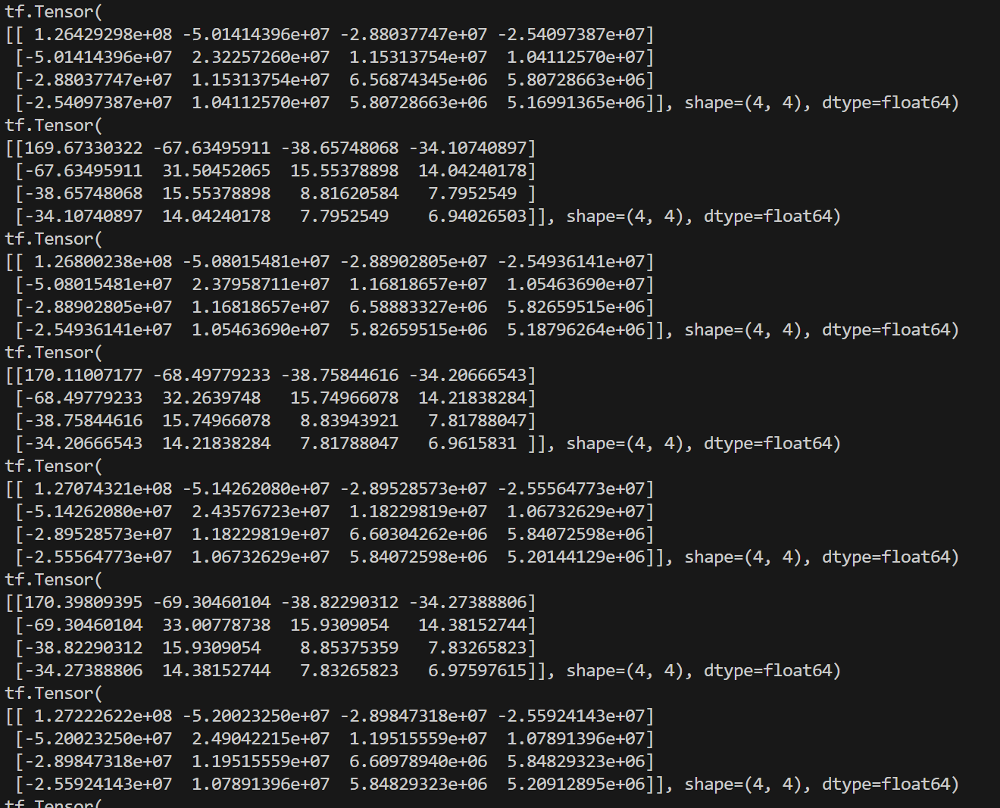 tf.Tensor(
[[ 1.26429298e+08 -5.01414396e+07 -2.88037747e+07 -2.54097387e+07]
 [-5.01414396e+07  2.32257260e+07  1.15313754e+07  1.04112570e+07]
 [-2.88037747e+07  1.15313754e+07  6.56874345e+06  5.80728663e+06]
 [-2.54097387e+07  1.04112570e+07  5.80728663e+06  5.16991365e+06]], shape=(4, 4), dtype=float64)
tf.Tensor(
[[169.67330322 -67.63495911 -38.65748068 -34.10740897]
 [-67.63495911  31.50452065  15.55378898  14.04240178]
 [-38.65748068  15.55378898   8.81620584   7.7952549 ]
 [-34.10740897  14.04240178   7.7952549    6.94026503]], shape=(4, 4), dtype=float64)
tf.Tensor(
[[ 1.26800238e+08 -5.08015481e+07 -2.88902805e+07 -2.54936141e+07]
 [-5.08015481e+07  2.37958711e+07  1.16818657e+07  1.05463690e+07]
 [-2.88902805e+07  1.16818657e+07  6.58883327e+06  5.82659515e+06]
 [-2.54936141e+07  1.05463690e+07  5.82659515e+06  5.18796264e+06]], shape=(4, 4), dtype=float64)
tf.Tensor(
[[170.11007177 -68.49779233 -38.75844616 -34.20666543]
 [-68.49779233  32.2639748   15.74966078  14.21838284]
 [-38.75844616  15.74966078   8.83943921   7.81788047]
 [-34.20666543  14.21838284   7.81788047   6.9615831 ]], shape=(4, 4), dtype=float64)
tf.Tensor(
[[ 1.27074321e+08 -5.14262080e+07 -2.89528573e+07 -2.55564773e+07]
 [-5.14262080e+07  2.43576723e+07  1.18229819e+07  1.06732629e+07]
 [-2.89528573e+07  1.18229819e+07  6.60304262e+06  5.84072598e+06]
 [-2.55564773e+07  1.06732629e+07  5.84072598e+06  5.20144129e+06]], shape=(4, 4), dtype=float64)
tf.Tensor(
[[170.39809395 -69.30460104 -38.82290312 -34.27388806]
 [-69.30460104  33.00778738  15.9309054   14.38152744]
 [-38.82290312  15.9309054    8.85375359   7.83265823]
 [-34.27388806  14.38152744   7.83265823   6.97597615]], shape=(4, 4), dtype=float64)
tf.Tensor(
[[ 1.27222622e+08 -5.20023250e+07 -2.89847318e+07 -2.55924143e+07]
 [-5.20023250e+07  2.49042215e+07  1.19515559e+07  1.07891396e+07]
 [-2.89847318e+07  1.19515559e+07  6.60978940e+06  5.84829323e+06]
 [-2.55924143e+07  1.07891396e+07  5.84829323e+06  5.20912895e+06]], shape=(4, 4), dtype=float64)
tf.Tensor(